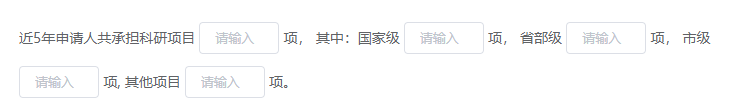 近5年申请人共承担科研项目 请输入 项， 其中：国家级 请输入 项， 省部级 请输入 项， 市级
请输入 项, 其他项目 请输入 项。